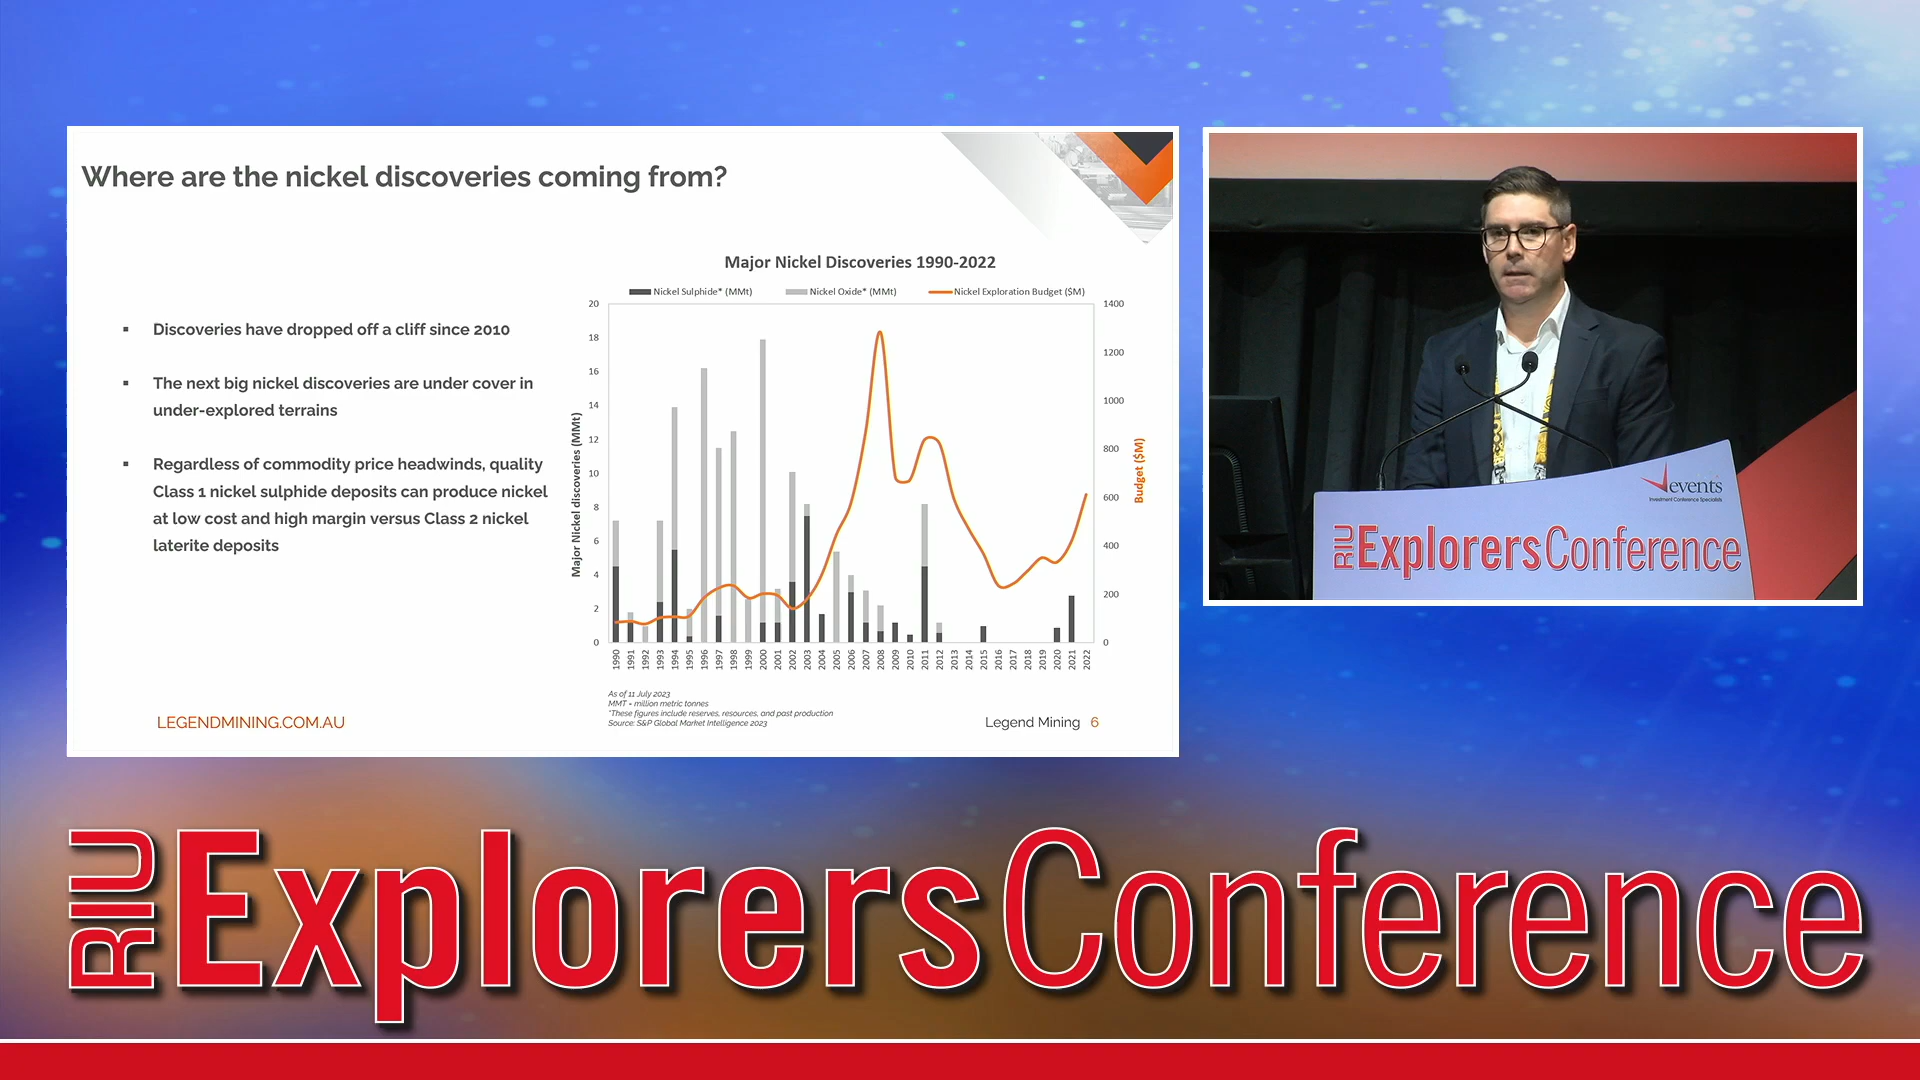 Where are the nickel discoveries coming from?
▪ Discoveries have dropped off a cliff since 2010
▪ The next big nickel discoveries are under cover in
under-explored terrains
▪ Regardless of commodity price headwinds, quality
Class 1 nickel sulphide deposits can produce nickel
at low cost and high margin versus Class 2 nickel
laterite deposits
Major Nickel Discoveries 1990-2022
Nickel Sulphide* (MMt) Nickel Oxide* (MMt) Nickel Exploration Budget ($M)
Major Nickel discoveries (MMt)
20
18
16
14
12
10
8
6
4
2
0
1400
1200
1000
800
600
400
200
0
Budget ($M)
1990 1991 1992 1993 1994 1995 1996 1997 1998 1999 2000 2001 2002 2003 2004 2005 2006 2007 2008 2009 2010 2011 2012 2013 2014 2015 2016 2017 2018 2019 2020 2021 2022
As of 11 July 2023
MMT = million metric tonnes
*These figures include reserves, resources, and past production
Source: S&P Global Market Intelligence 2023
LEGENDMINING.COM.AU
Legend Mining 6
events
Investment Conference Specialists
RIU ExplorersConference
RIU ExplorersConference